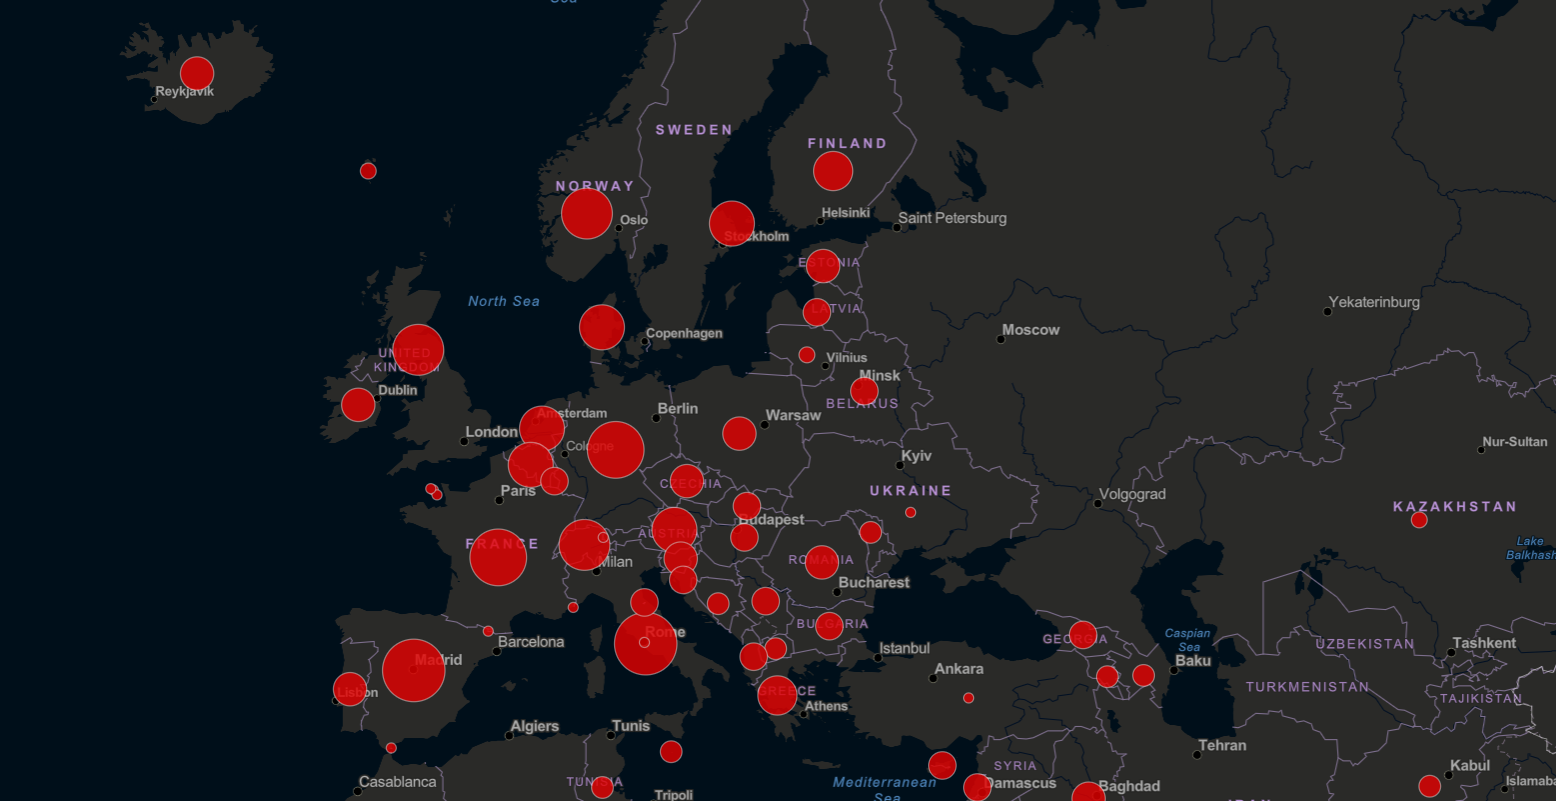 Sea
Reykjavik
SWEDEN
FINLAND
NORWAY
Oslo
Helsinki
Saint Petersburg
Stockholm
ESTONIA
North Sea
LATVIA
Yekaterinburg
Moscow
Copenhagen
UNITED
KINGDOM
Vilnius
Minsk
Dublin
BELARUS
Amsterdam
Berlin
Warsaw
London
Cologne
Nur-Sultan
Kyiv
CZECHIA
Paris
UKRAINE
Volgograd
KAZAKHSTAN
Budapest
AUSTRIA
FRANCE
Lake
Balkhash
Milan
ROMANIA
Bucharest
BULGARIA
Rome
Barcelona
GEORGIA
Caspian
Sea
UZBEKISTAN
Tashkent
Istanbul
Madrid
Ankara
Baku
Lisbon
GREECE
TURKMENISTAN
TAJIKISTAN
Athens
Algiers
Tunis
Tehran
SYRIA
Kabul
Casablanca
TUNISIA
Mediterranean
Sea
Damascus
Baghdad
Islamaba
Tripoli
IRAN